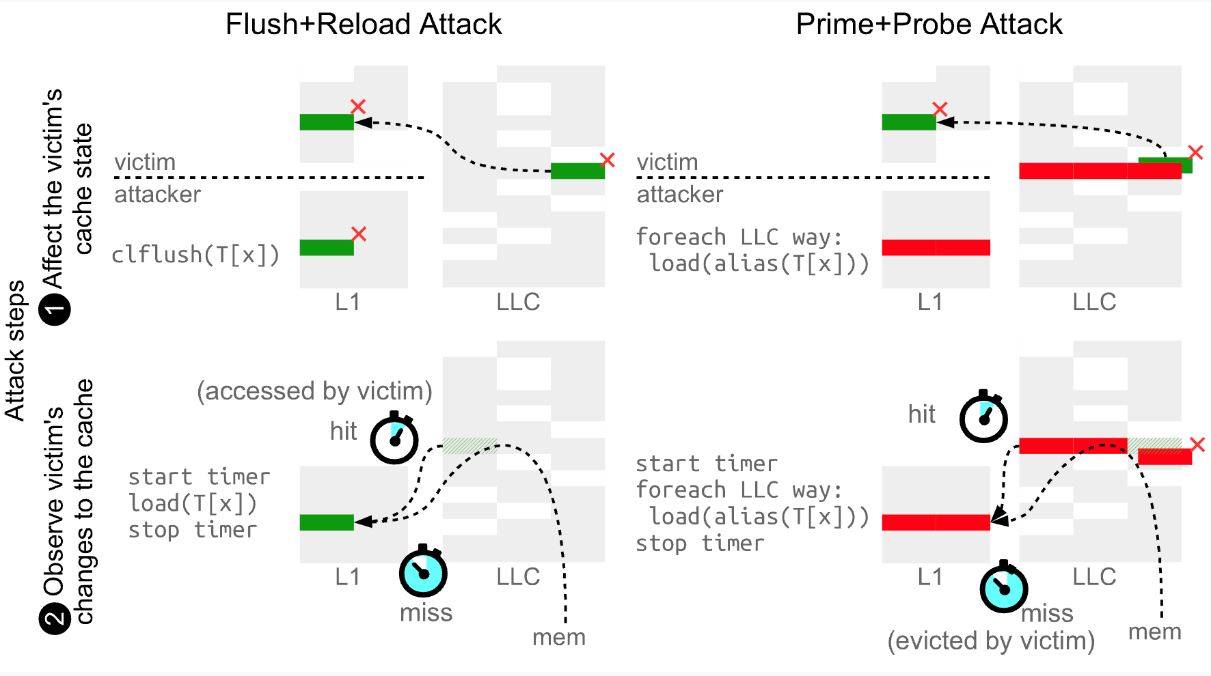 Flush+Reload Attack
Prime+Probe Attack
Attack steps
1 Affect the victim's
cache state
victim
attacker
clflush(T[x])
L1
LLC
victim
attacker
foreach LLC way:
load(alias(T[x]))
L1
LLC
2 Observe victim's
changes to the cache
(accessed by victim)
hit
start timer
load(T[x])
stop timer
L1
LLC
miss
mem
hit
start timer
foreach LLC way:
load(alias(T[x]))
stop timer
L1
LLC
miss
(evicted by victim)
mem